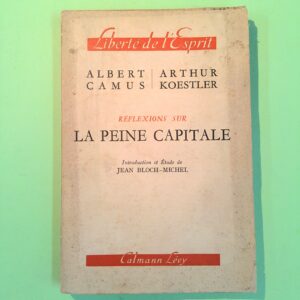 Liberté de l'Esprit
ALBERT | ARTHUR
CAMUS | KOESTLER
RÉFLEXIONS SUR
LA PEINE CAPITALE
Introduction et Étude de
JEAN BLOCH-MICHEL
Calmann Lévy